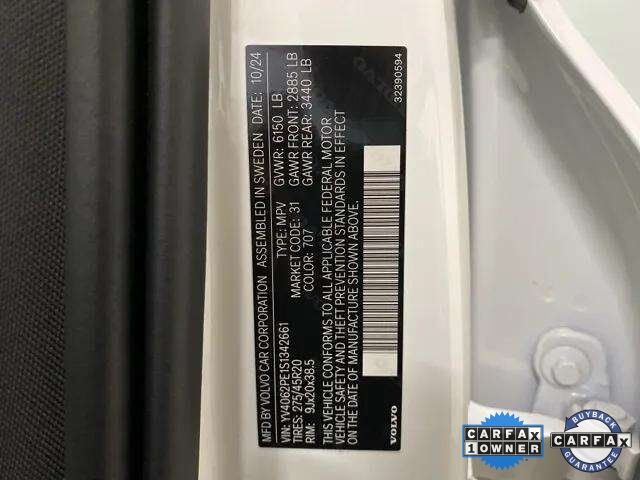 MFD BY VOLVO CAR CORPORATION ASSEMBLED IN SWEDEN DATE: 10/24
VIN: YV4062PE1S1342661 TYPE: MPV GVWR: 6150 LB
TIRES: 275/45R20 MARKET CODE: 31 GAWR FRONT: 2885 LB
RIM: 9Jx20x38.5 COLOR: 707 GAWR REAR: 3440 LB
THIS VEHICLE CONFORMS TO ALL APPLICABLE FEDERAL MOTOR
VEHICLE SAFETY AND THEFT PREVENTION STANDARDS IN EFFECT
ON THE DATE OF MANUFACTURE SHOWN ABOVE.
VOLVO
32390594
CARFAX
1 OWNER
BUYBACK
CARFAX
GUARANTEE